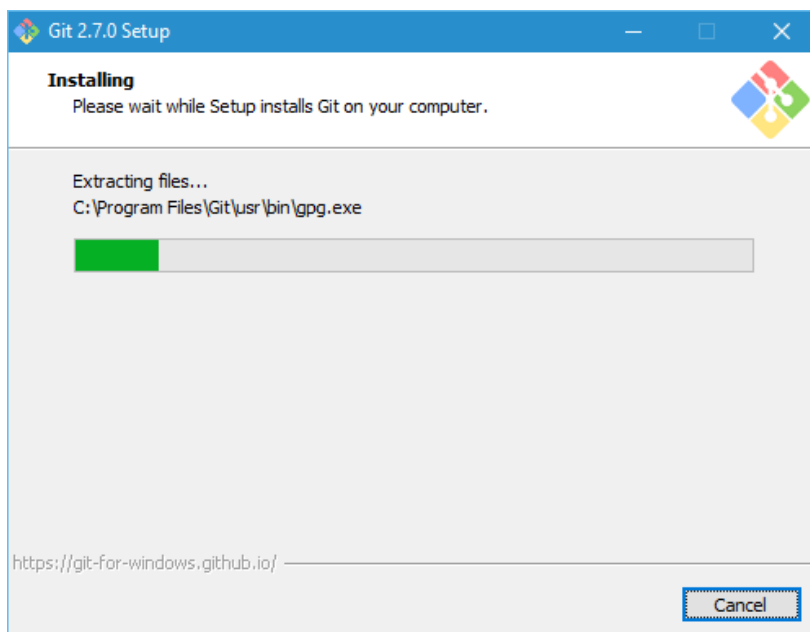 Git 2.7.0 Setup
Installing
Please wait while Setup installs Git on your computer.
Extracting files...
C:\Program Files\Git\usr\bin\gpg.exe
https://git-for-windows.github.io/
Cancel